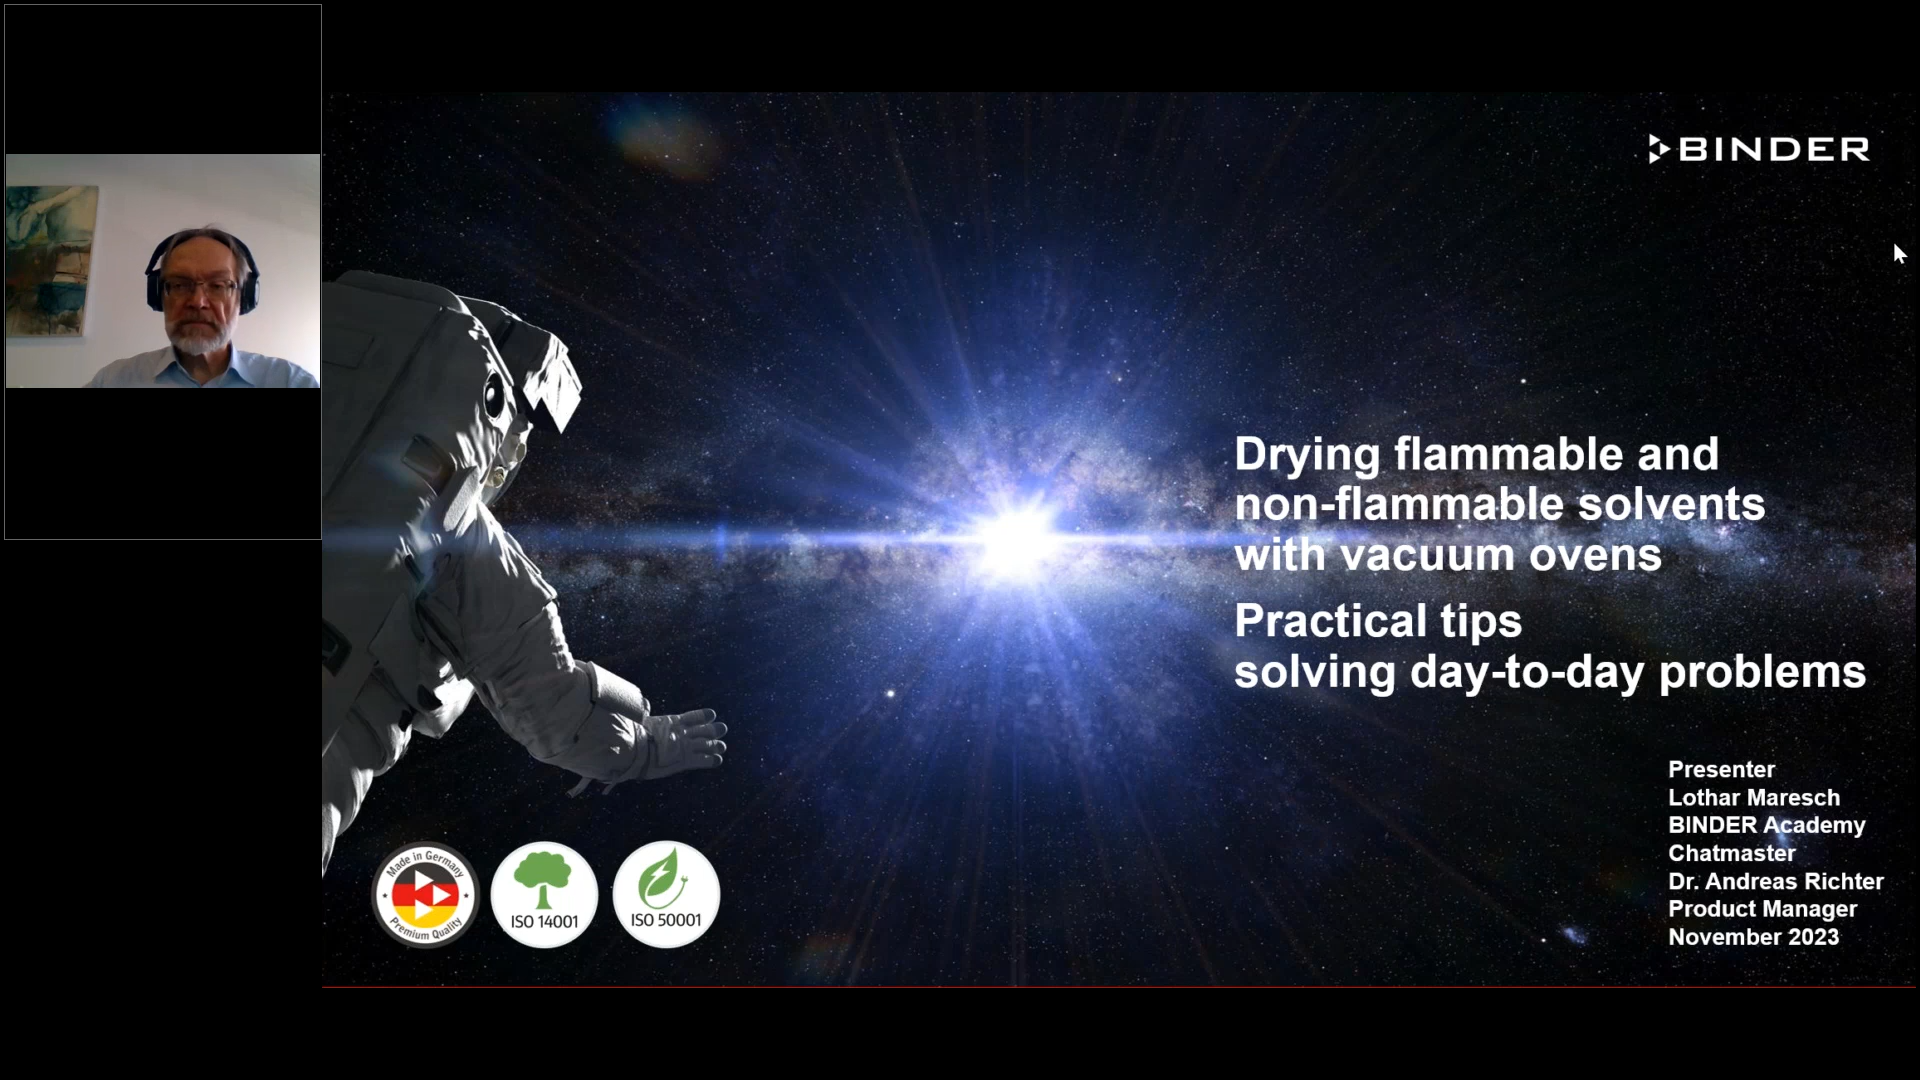 BINDER
Drying flammable and
non-flammable solvents
with vacuum ovens
Practical tips
solving day-to-day problems
Presenter
Lothar Maresch
BINDER Academy
Chatmaster
Dr. Andreas Richter
Product Manager
November 2023
Made in Germany
Premium Quality
ISO 14001
ISO 50001